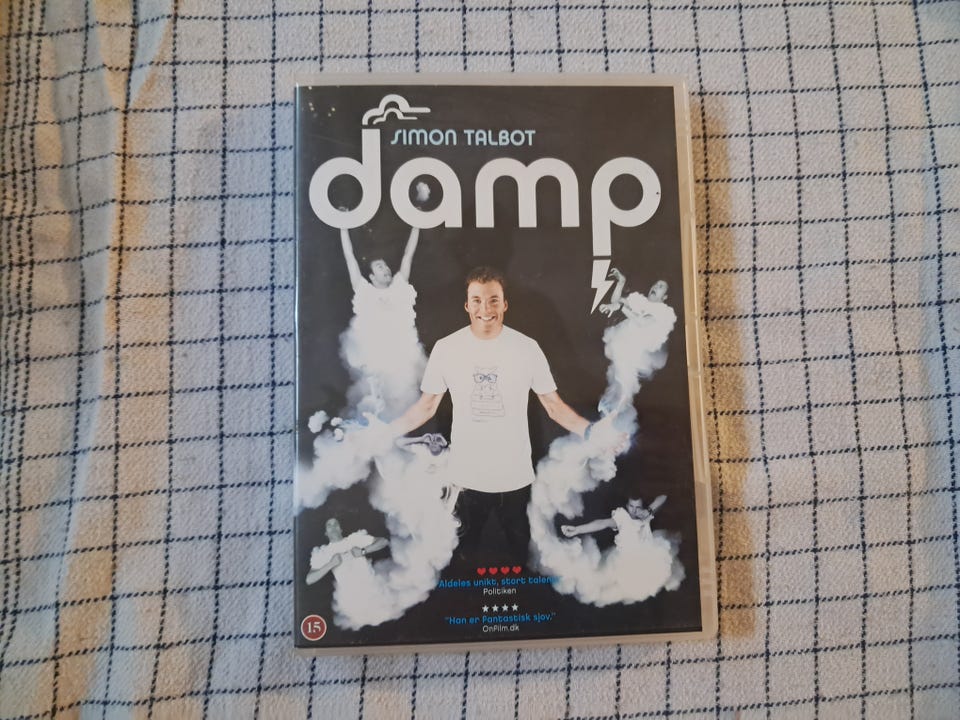 SIMON TALBOT
damp
Aldeles unikt, stort talent
Politiken
"Han er fantastisk sjov."
OnFilm.dk
15